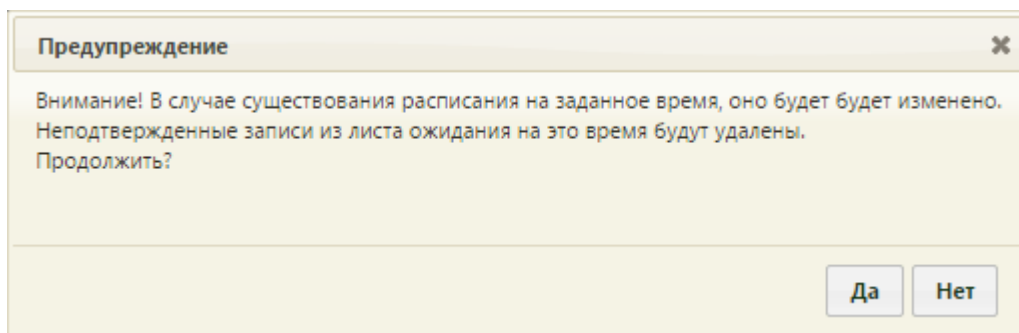 Предупреждение
Внимание! В случае существования расписания на заданное время, оно будет будет изменено.
Неподтвержденные записи из листа ожидания на это время будут удалены.
Продолжить?
Да Нет